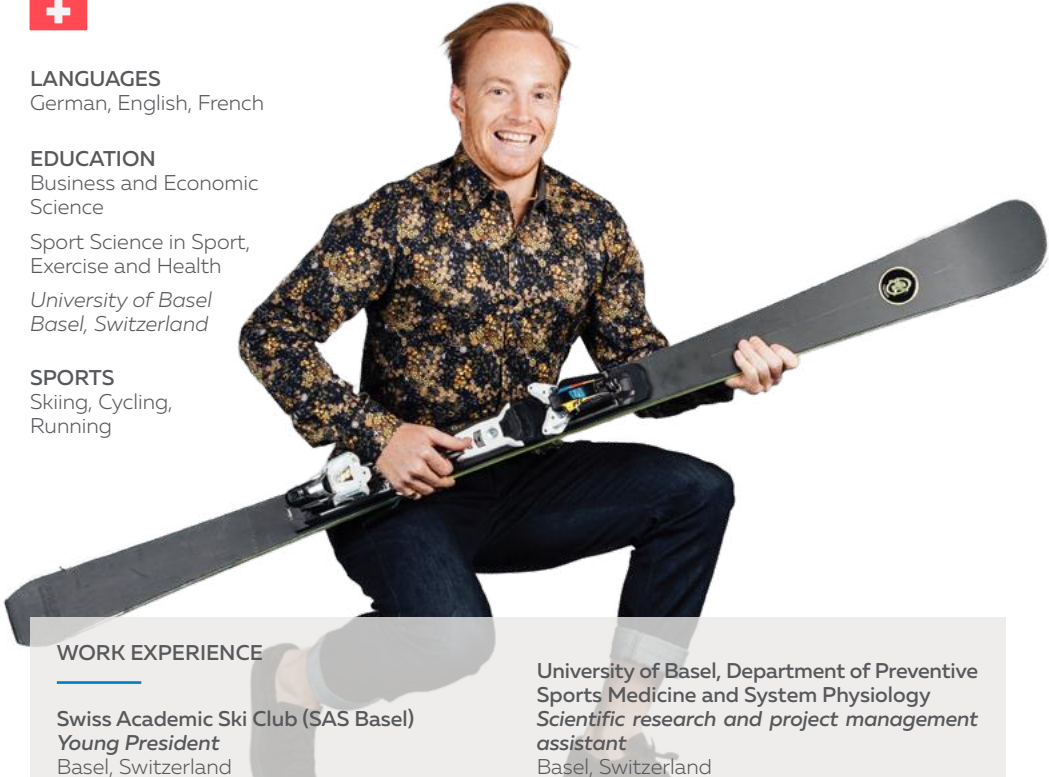 LANGUAGES
German, English, French
EDUCATION
Business and Economic
Science
Sport Science in Sport,
Exercise and Health
University of Basel
Basel, Switzerland
SPORTS
Skiing, Cycling,
Running
WORK EXPERIENCE
Swiss Academic Ski Club (SAS Basel)
Young President
Basel, Switzerland
University of Basel, Department of Preventive
Sports Medicine and System Physiology
Scientific research and project management
assistant
Basel, Switzerland